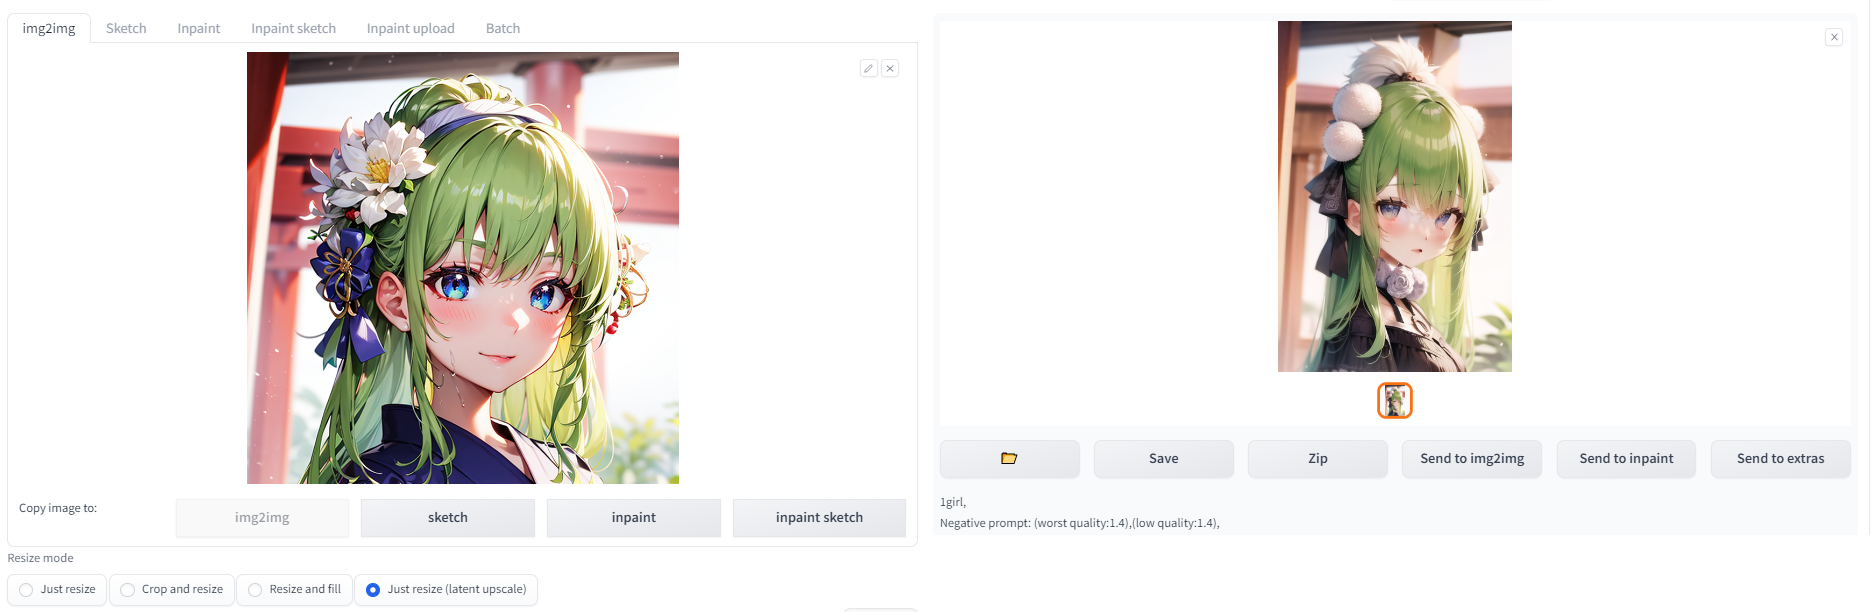 img2img Sketch Inpaint Inpaint sketch Inpaint upload Batch
Copy image to: img2img sketch inpaint inpaint sketch
Resize mode
Just resize Crop and resize Resize and fill Just resize (latent upscale)
Save Zip Send to img2img Send to inpaint Send to extras
1girl,
Negative prompt: (worst quality:1.4),(low quality:1.4),